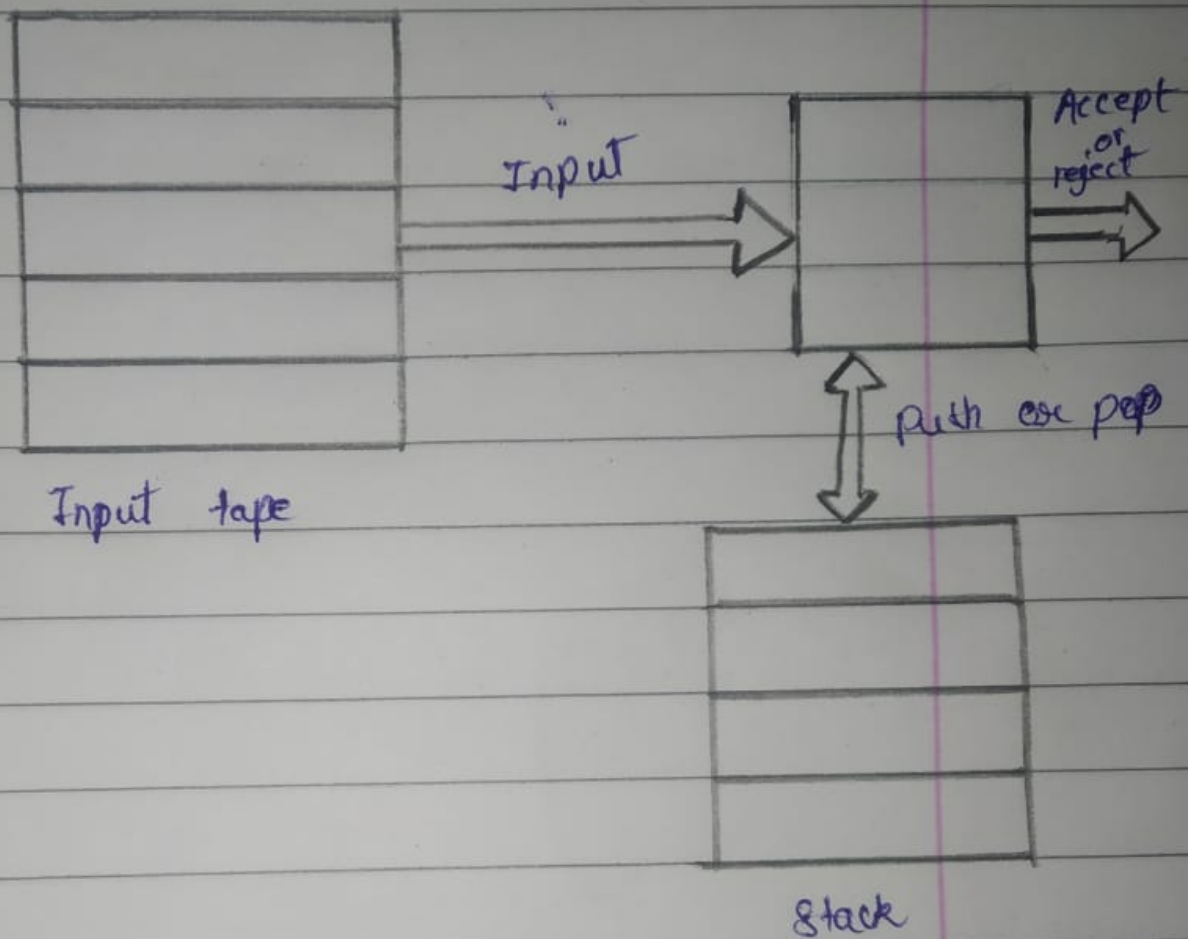 Input
Accept
or
reject
push or pop
Input tape
stack